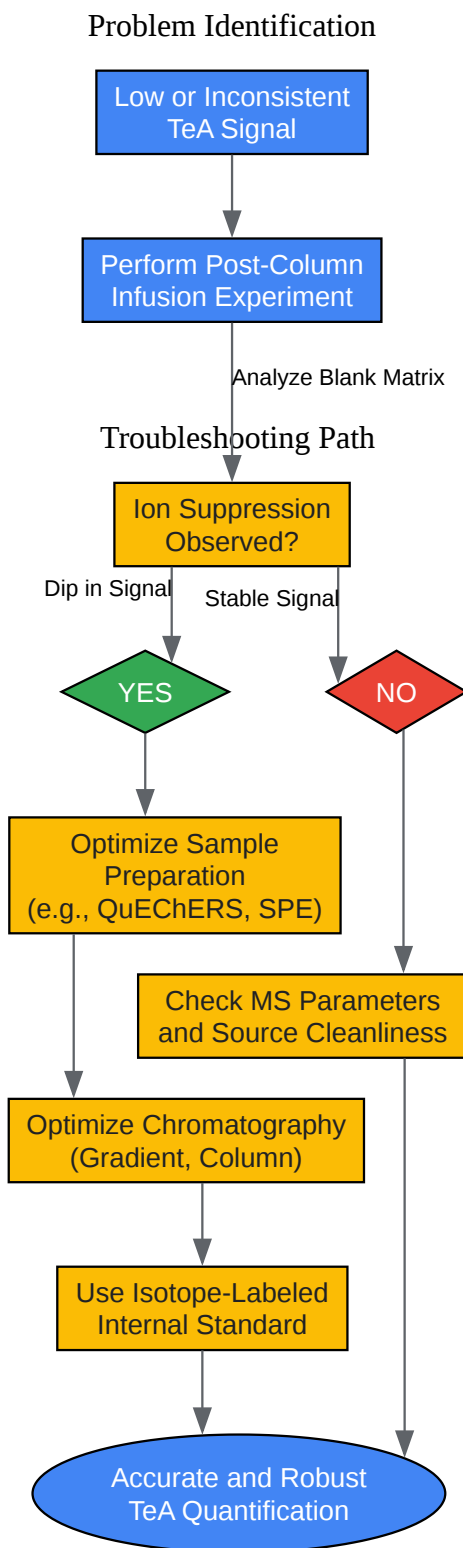 Problem Identification
Low or Inconsistent
TeA Signal
Perform Post-Column
Infusion Experiment
Analyze Blank Matrix
Troubleshooting Path
Ion Suppression
Observed?
Dip in Signal
Stable Signal
YES
NO
Optimize Sample
Preparation
(e.g., QuEChERS, SPE)
Check MS Parameters
and Source Cleanliness
Optimize Chromatography
(Gradient, Column)
Use Isotope-Labeled
Internal Standard
Accurate and Robust
TeA Quantification